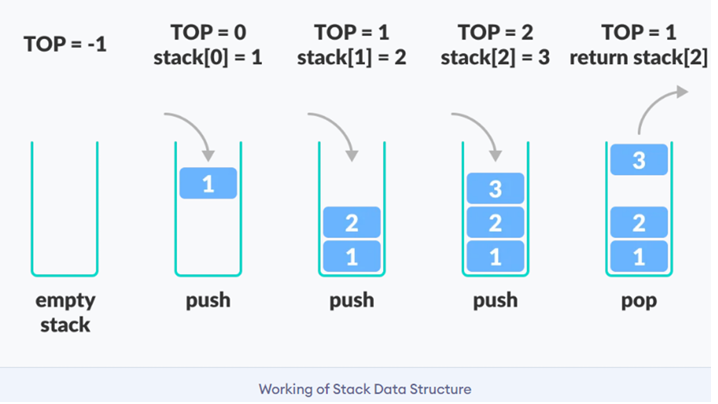 TOP = -1
TOP = 0
stack[0] = 1
TOP = 1
stack[1] = 2
TOP = 2
stack[2] = 3
TOP = 1
return stack[2]
1
2
1
3
2
1
3
2
1
empty
stack
push
push
push
pop
Working of Stack Data Structure